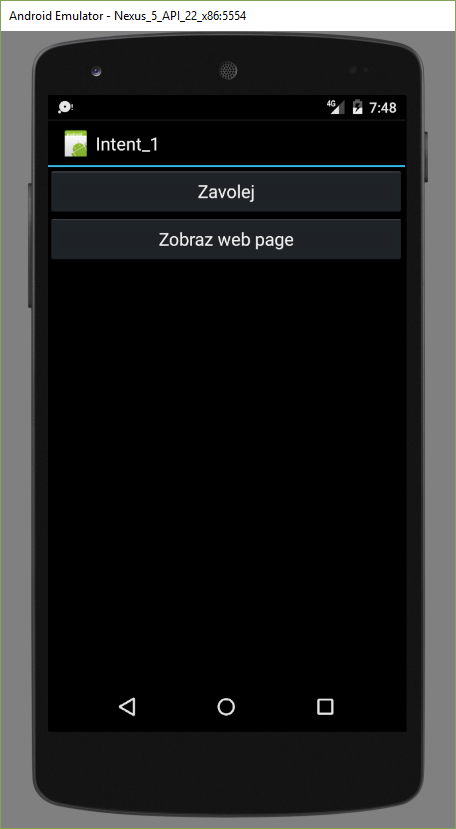 Android Emulator - Nexus_5_API_22_x86:5554
4G 7:48
Intent_1
Zavolej
Zobraz web page